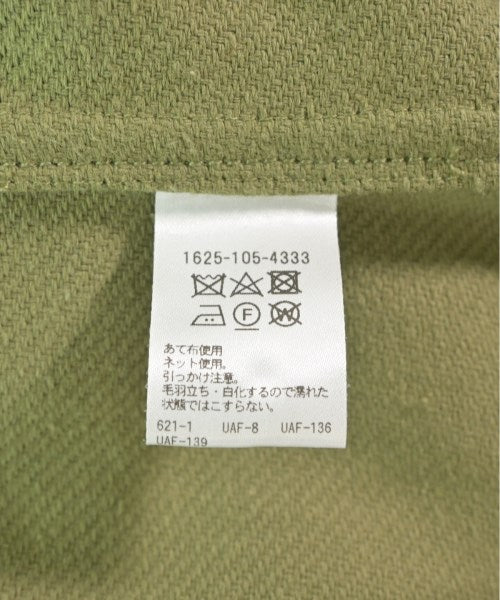 1625-105-4333
F W
あて布使用
ネット使用。
引っかけ注意。
毛羽立ち・白化するので濡れた
状態ではこすらない。
621-1 UAF-8 UAF-136
UAF-139